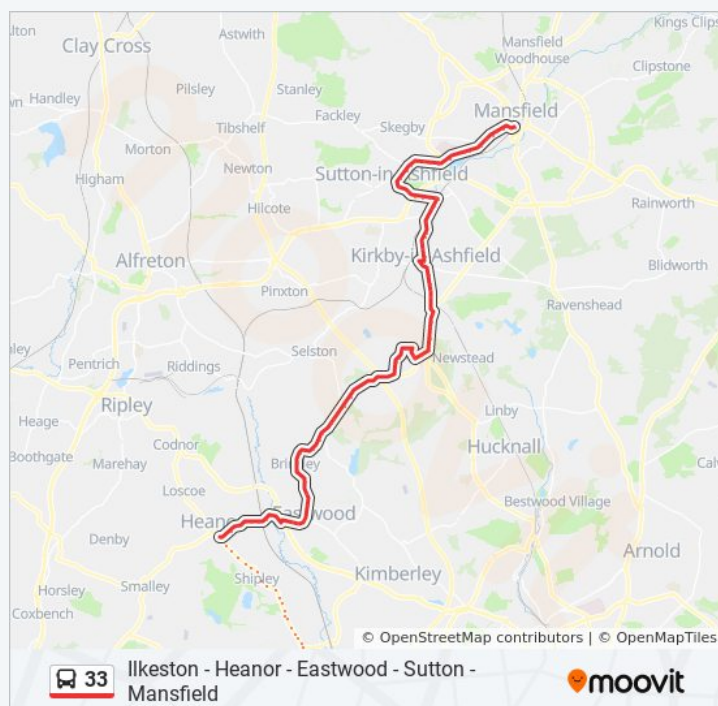 Clay Cross
Astwith
Kings Clips
Mansfield
Woodhouse
Clipstone
Handley
Pilsley
Stanley
Mansfield
Fackley
Tibshelf
Skegby
Morton
Newton
Sutton-in-Ashfield
Higham
Rainworth
Hilcote
Kirkby-in-Ashfield
Alfreton
Blidworth
Pinxton
Ravenshead
Pentrich
Riddings
Selston
Newstead
Ripley
Linby
Heage
Codnor
Hucknall
Boothgate
Marehay
Loscoe
Bestwood Village
Heanor
Eastwood
Denby
Arnold
Shipley
Kimberley
Horsley
Smalley
Coxbench
© OpenStreetMap contributors | © OpenMapTiles
33
Ilkeston - Heanor - Eastwood - Sutton -
Mansfield
moovit